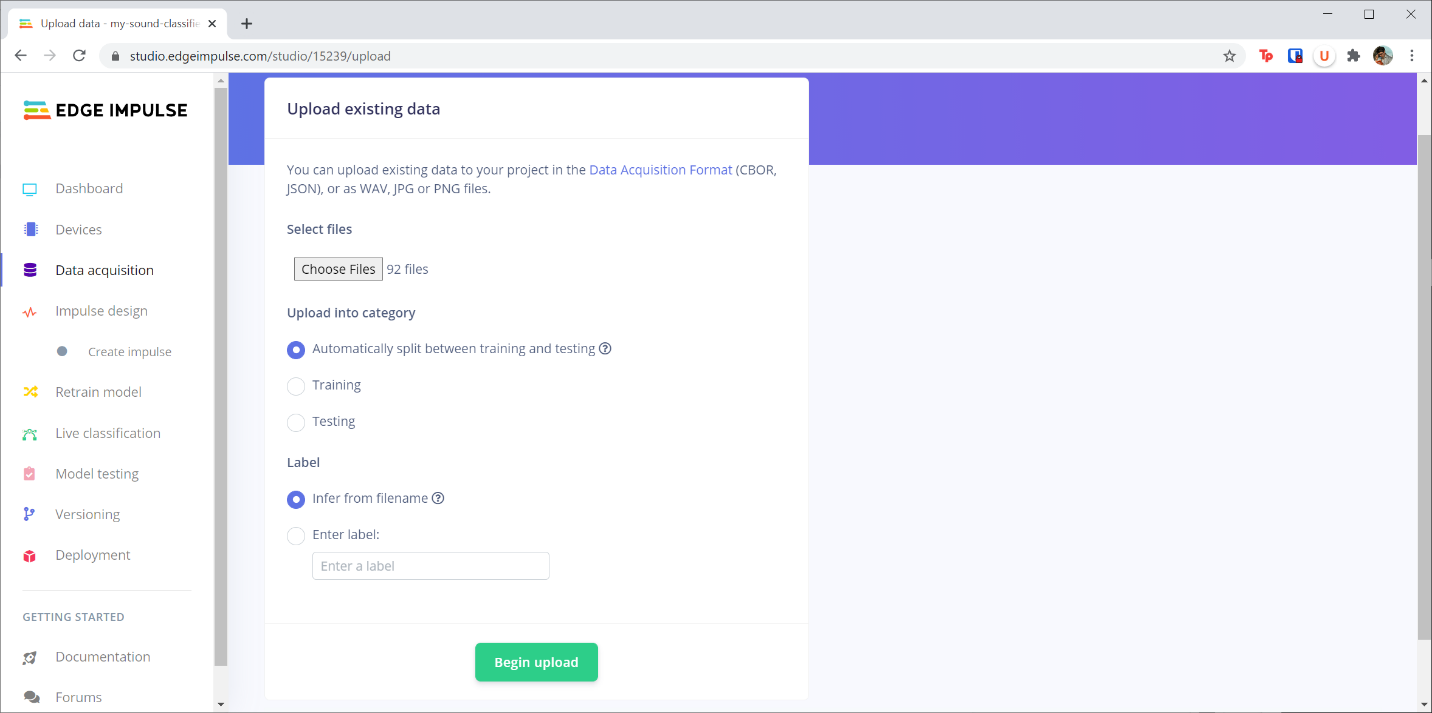 Upload data - my-sound-classifie
studio.edgeimpulse.com/studio/15239/upload
Tp
U
EDGE IMPULSE
Dashboard
Devices
Data acquisition
Impulse design
Create impulse
Retrain model
Live classification
Model testing
Versioning
Deployment
GETTING STARTED
Documentation
Forums
Upload existing data
You can upload existing data to your project in the Data Acquisition Format (CBOR,
JSON), or as WAV, JPG or PNG files.
Select files
Choose Files 92 files
Upload into category
Automatically split between training and testing ?
Training
Testing
Label
Infer from filename ?
Enter label:
Enter a label
Begin upload